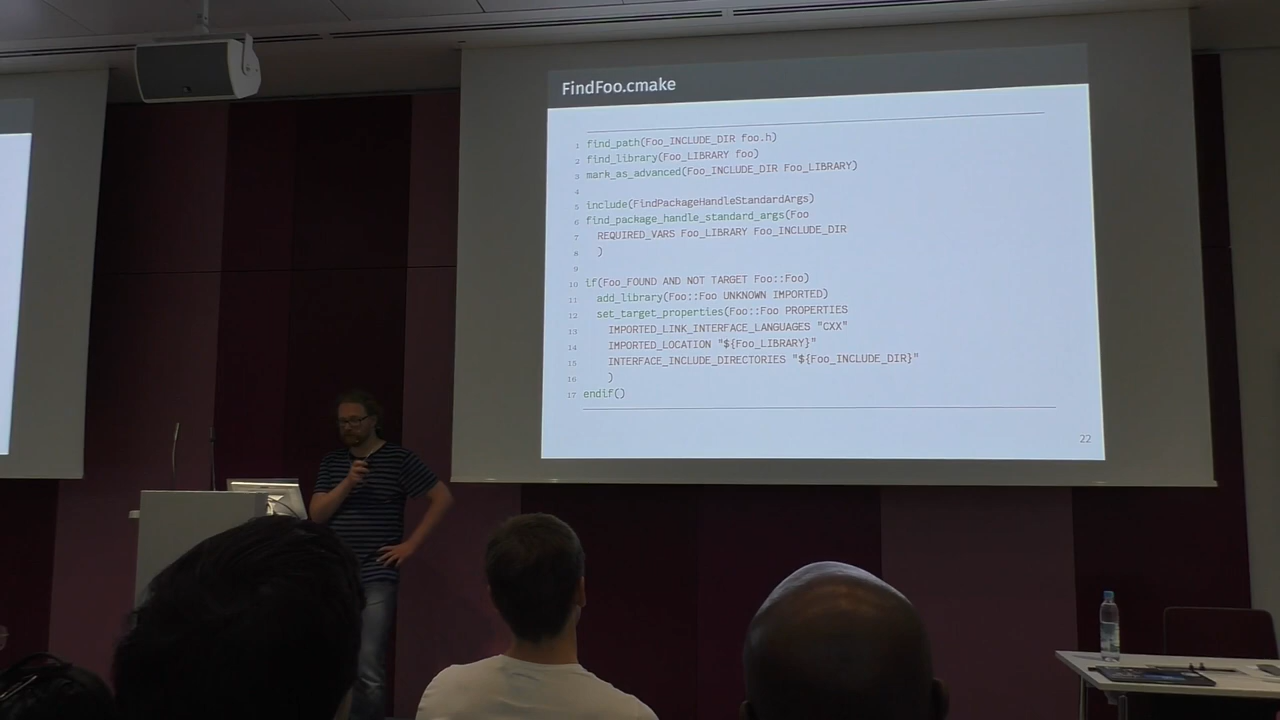 FindFoo.cmake
1 find_path(Foo_INCLUDE_DIR foo.h)
2 find_library(Foo_LIBRARY foo)
3 mark_as_advanced(Foo_INCLUDE_DIR Foo_LIBRARY)
4
5 include(FindPackageHandleStandardArgs)
6 find_package_handle_standard_args(Foo
7 REQUIRED_VARS Foo_LIBRARY Foo_INCLUDE_DIR
8 )
9
10 if(Foo_FOUND AND NOT TARGET Foo::Foo)
11 add_library(Foo::Foo UNKNOWN IMPORTED)
12 set_target_properties(Foo::Foo PROPERTIES
13 IMPORTED_LINK_INTERFACE_LANGUAGES "CXX"
14 IMPORTED_LOCATION "${Foo_LIBRARY}"
15 INTERFACE_INCLUDE_DIRECTORIES "${Foo_INCLUDE_DIR}"
16 )
17 endif()
22